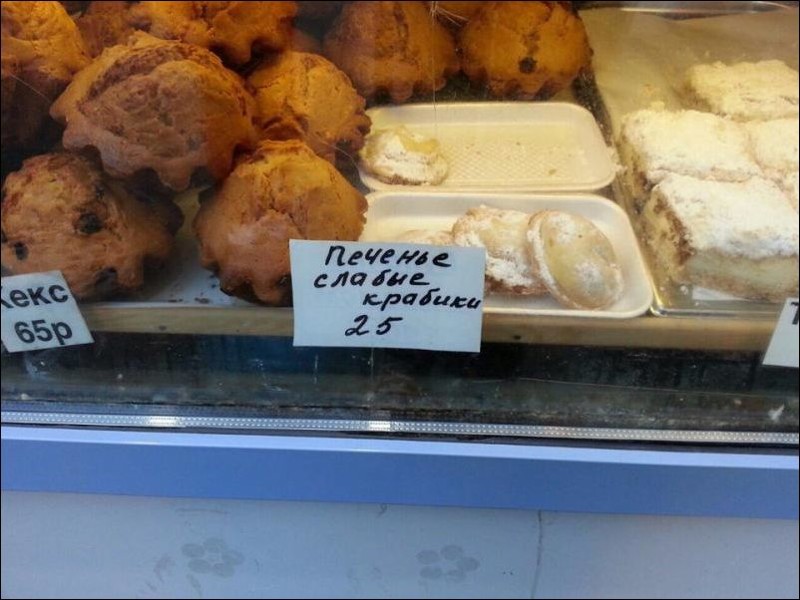 Кекс
65р
Печенье
слабые
крабики
25